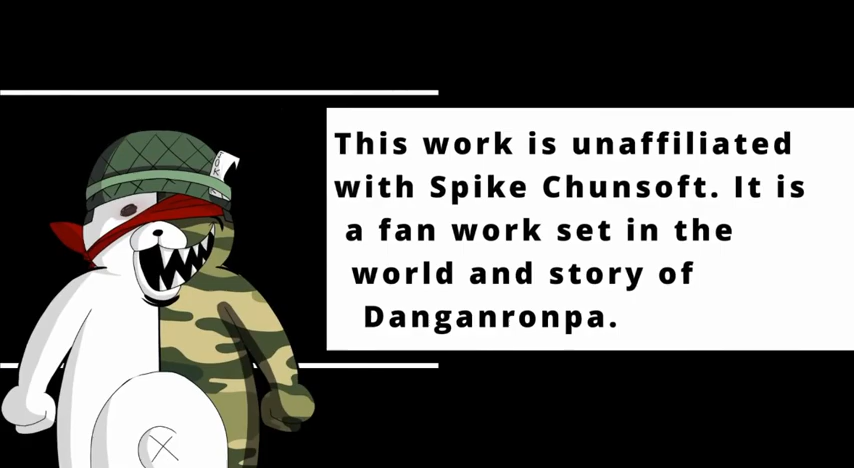 This work is unaffiliated
with Spike Chunsoft. It is
a fan work set in the
world and story of
Danganronpa.